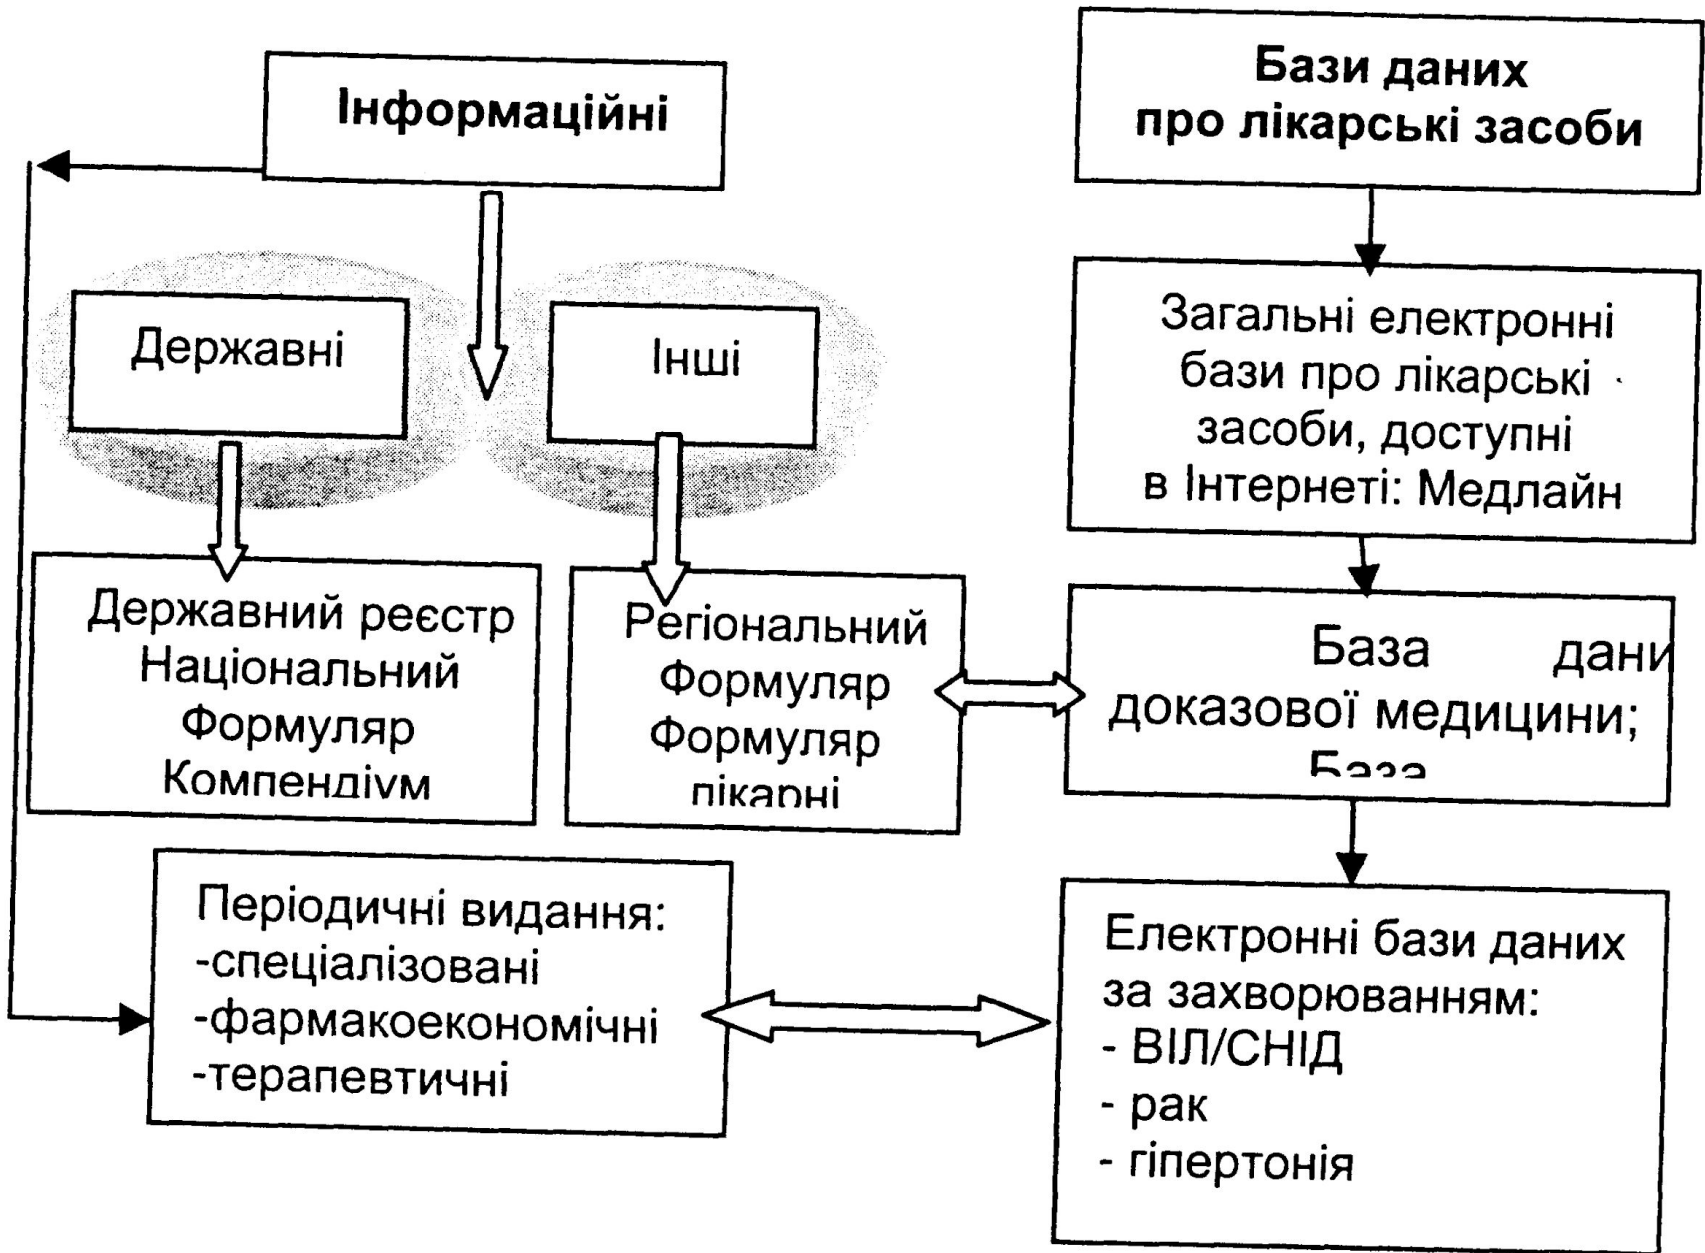 Інформаційні
Державні
Інші
Державний реєстр
Національний
Формуляр
Компендіум
Регіональний
Формуляр
Формуляр
лікарні
Періодичні видання:
-спеціалізовані
-фармакоекономічні
-терапевтичні
Бази даних
про лікарські засоби
Загальні електронні
бази про лікарські
засоби, доступні
в Інтернеті: Медлайн
База дани
доказової медицини;
База
Електронні бази даних
за захворюванням:
- ВІЛ/СНІД
- рак
- гіпертонія